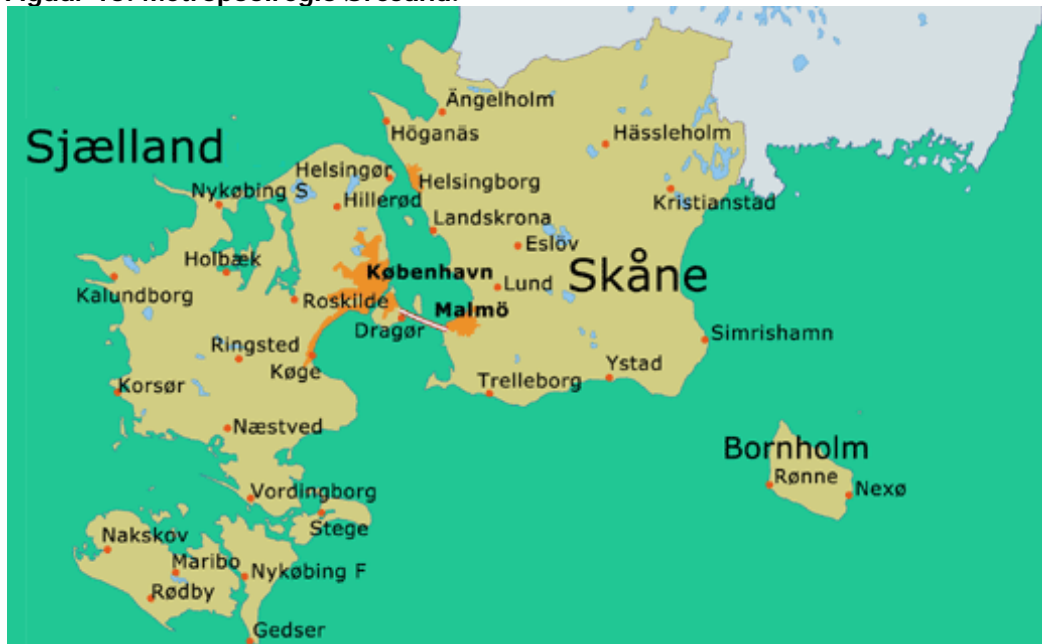 Ängelholm
Höganäs
Hässleholm
Sjælland
Helsingør
Helsingborg
Nykøbing S
Hillerød
Kristianstad
Landskrona
Eslöv
Holbæk
København
Skåne
Lund
Kalundborg
Roskilde
Malmö
Dragør
Simrishamn
Ringsted
Køge
Ystad
Korsør
Trelleborg
Næstved
Bornholm
Rønne
Nexø
Vordingborg
Stege
Nakskov
Maribo
Nykøbing F
Rødby
Gedser